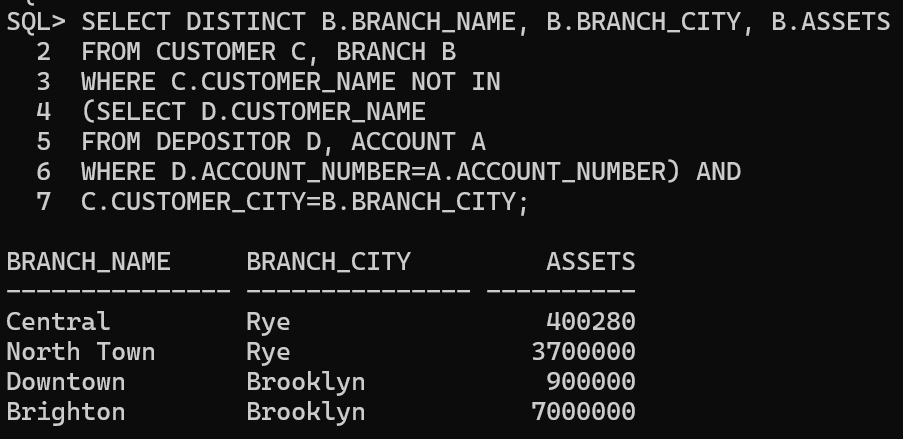 SQL> SELECT DISTINCT B.BRANCH_NAME, B.BRANCH_CITY, B.ASSETS
  2  FROM CUSTOMER C, BRANCH B
  3  WHERE C.CUSTOMER_NAME NOT IN
  4  (SELECT D.CUSTOMER_NAME
  5  FROM DEPOSITOR D, ACCOUNT A
  6  WHERE D.ACCOUNT_NUMBER=A.ACCOUNT_NUMBER) AND
  7  C.CUSTOMER_CITY=B.BRANCH_CITY;

BRANCH_NAME     BRANCH_CITY         ASSETS
--------------- --------------- ----------
Central         Rye                 400280
North Town      Rye                3700000
Downtown        Brooklyn            900000
Brighton        Brooklyn           7000000